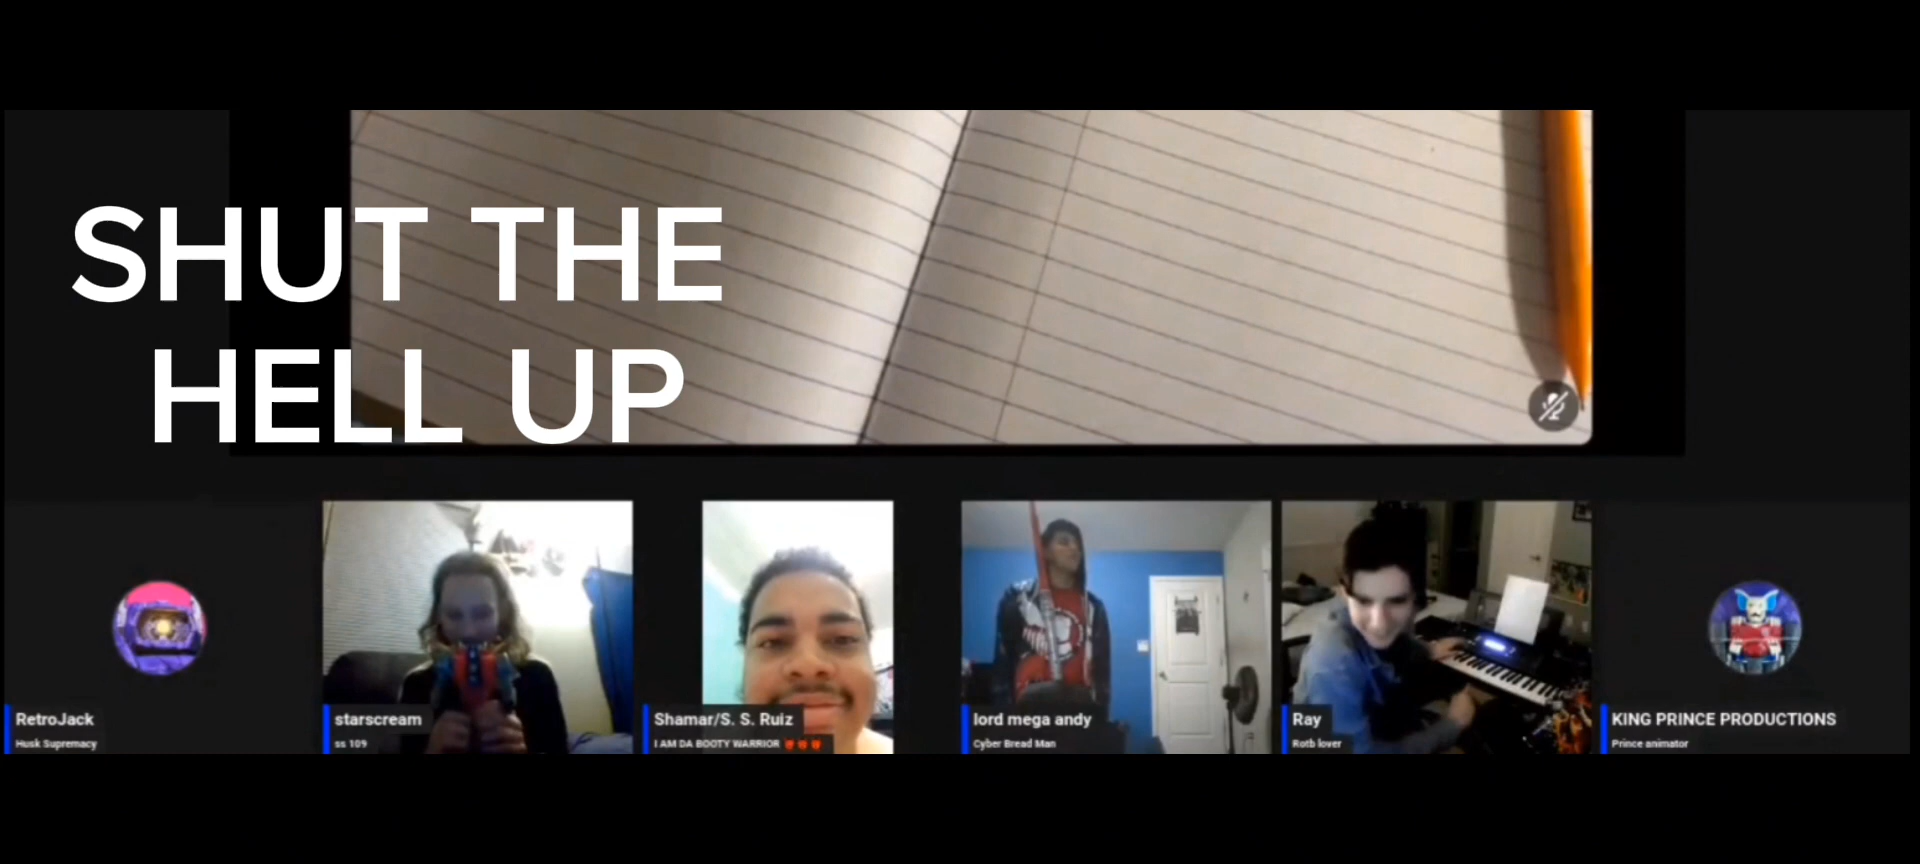 SHUT THE
HELL UP
RetroJack
Husk Supremacy
starscream
ss 109
Shamar/S. S. Ruiz
I AM DA BOOTY WARRIOR
lord mega andy
Cyber Bread Man
Ray
Rotb lover
KING PRINCE PRODUCTIONS
Prince animator